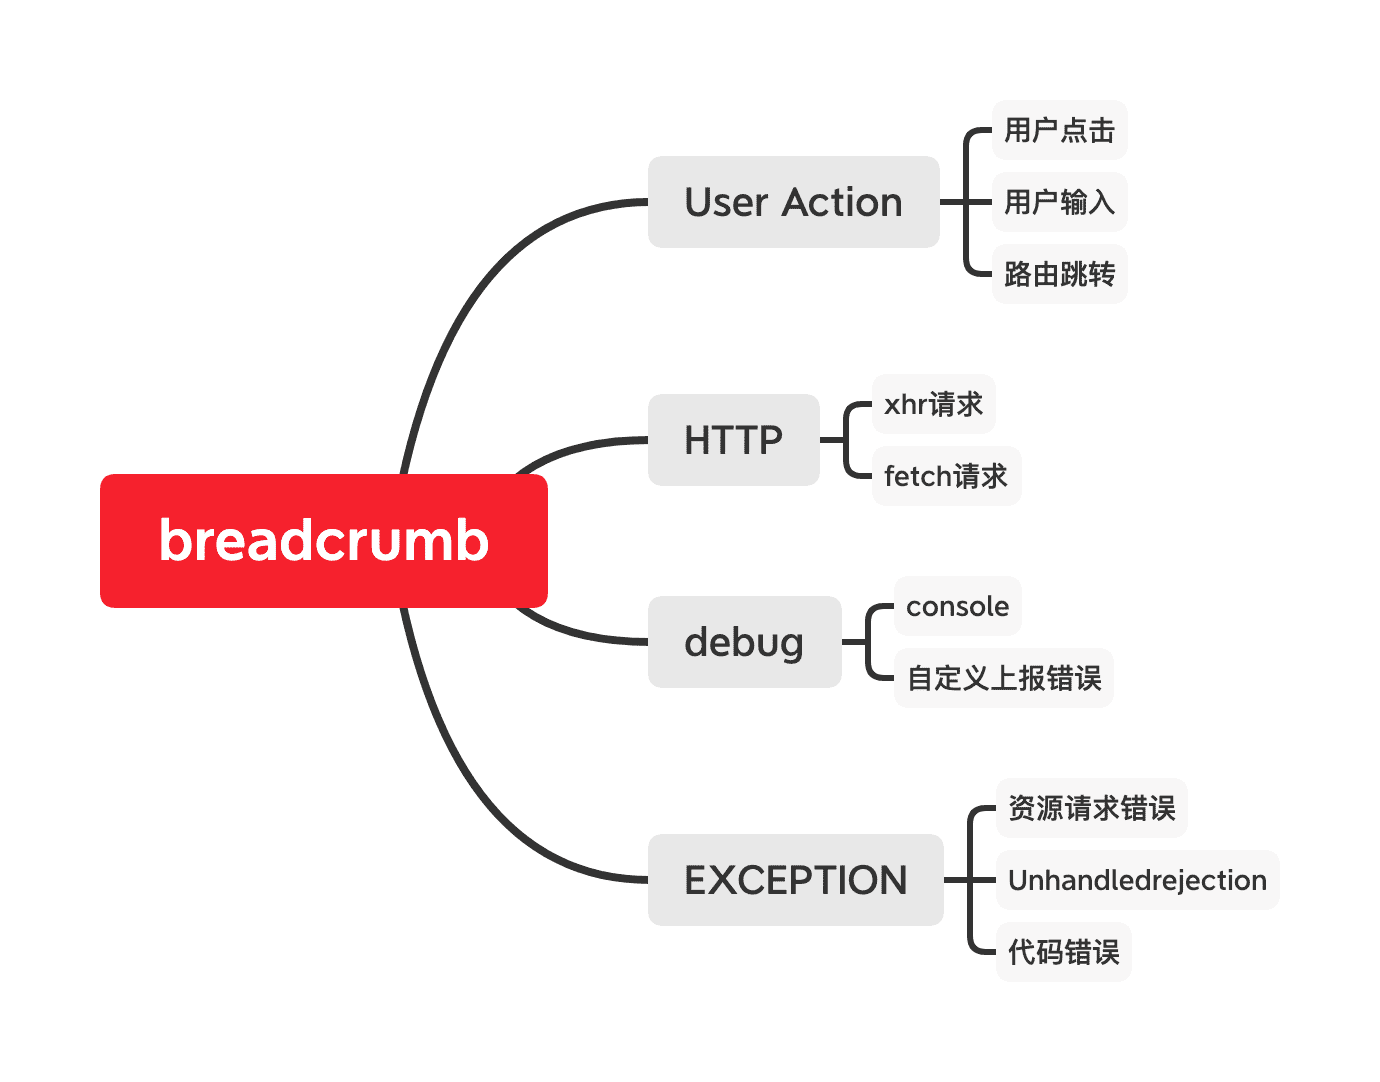 breadcrumb
User Action
用户点击
用户输入
路由跳转
HTTP
xhr请求
fetch请求
debug
console
自定义上报错误
EXCEPTION
资源请求错误
Unhandledrejection
代码错误